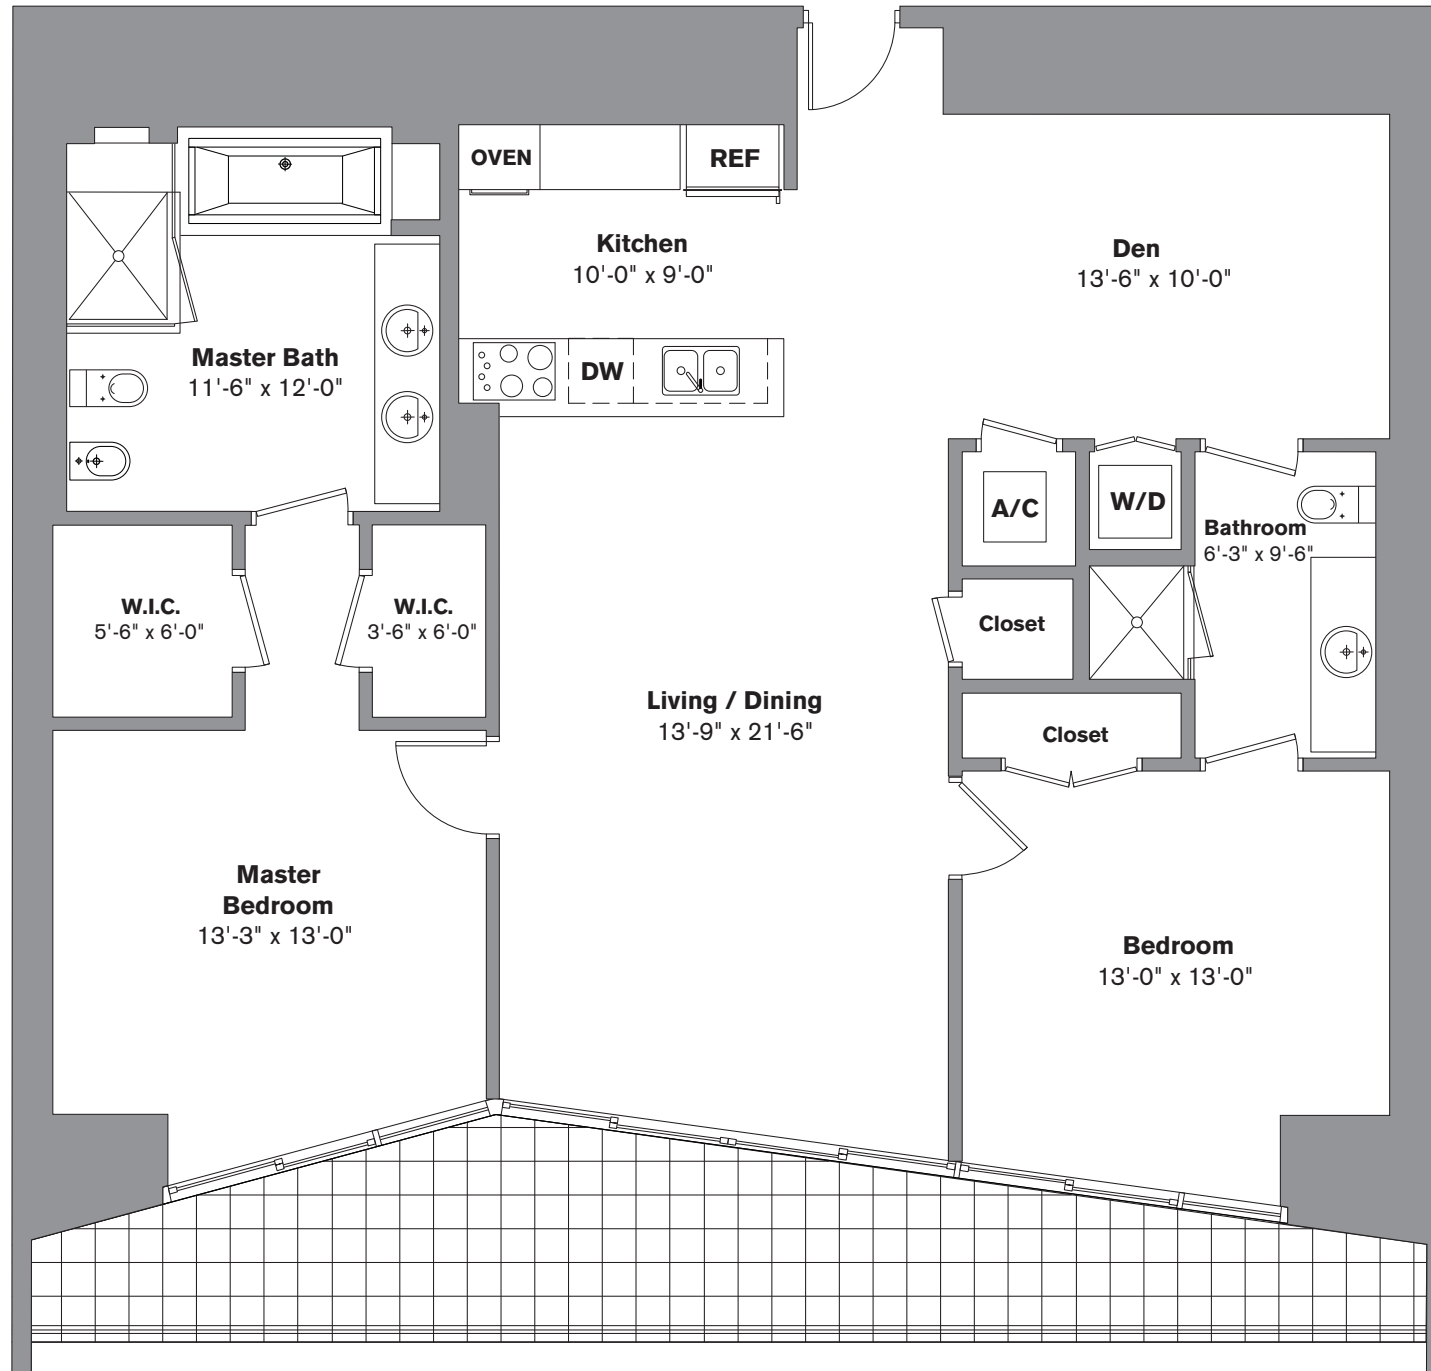 OVEN
REF
Kitchen
10'-0" x 9'-0"
Den
13'-6" x 10'-0"
Master Bath
11'-6" x 12'-0"
DW
A/C
W/D
Bathroom
6'-3" x 9'-6"
W.I.C.
5'-6" x 6'-0"
W.I.C.
3'-6" x 6'-0"
Closet
Living / Dining
13'-9" x 21'-6"
Closet
Master
Bedroom
13'-3" x 13'-0"
Bedroom
13'-0" x 13'-0"